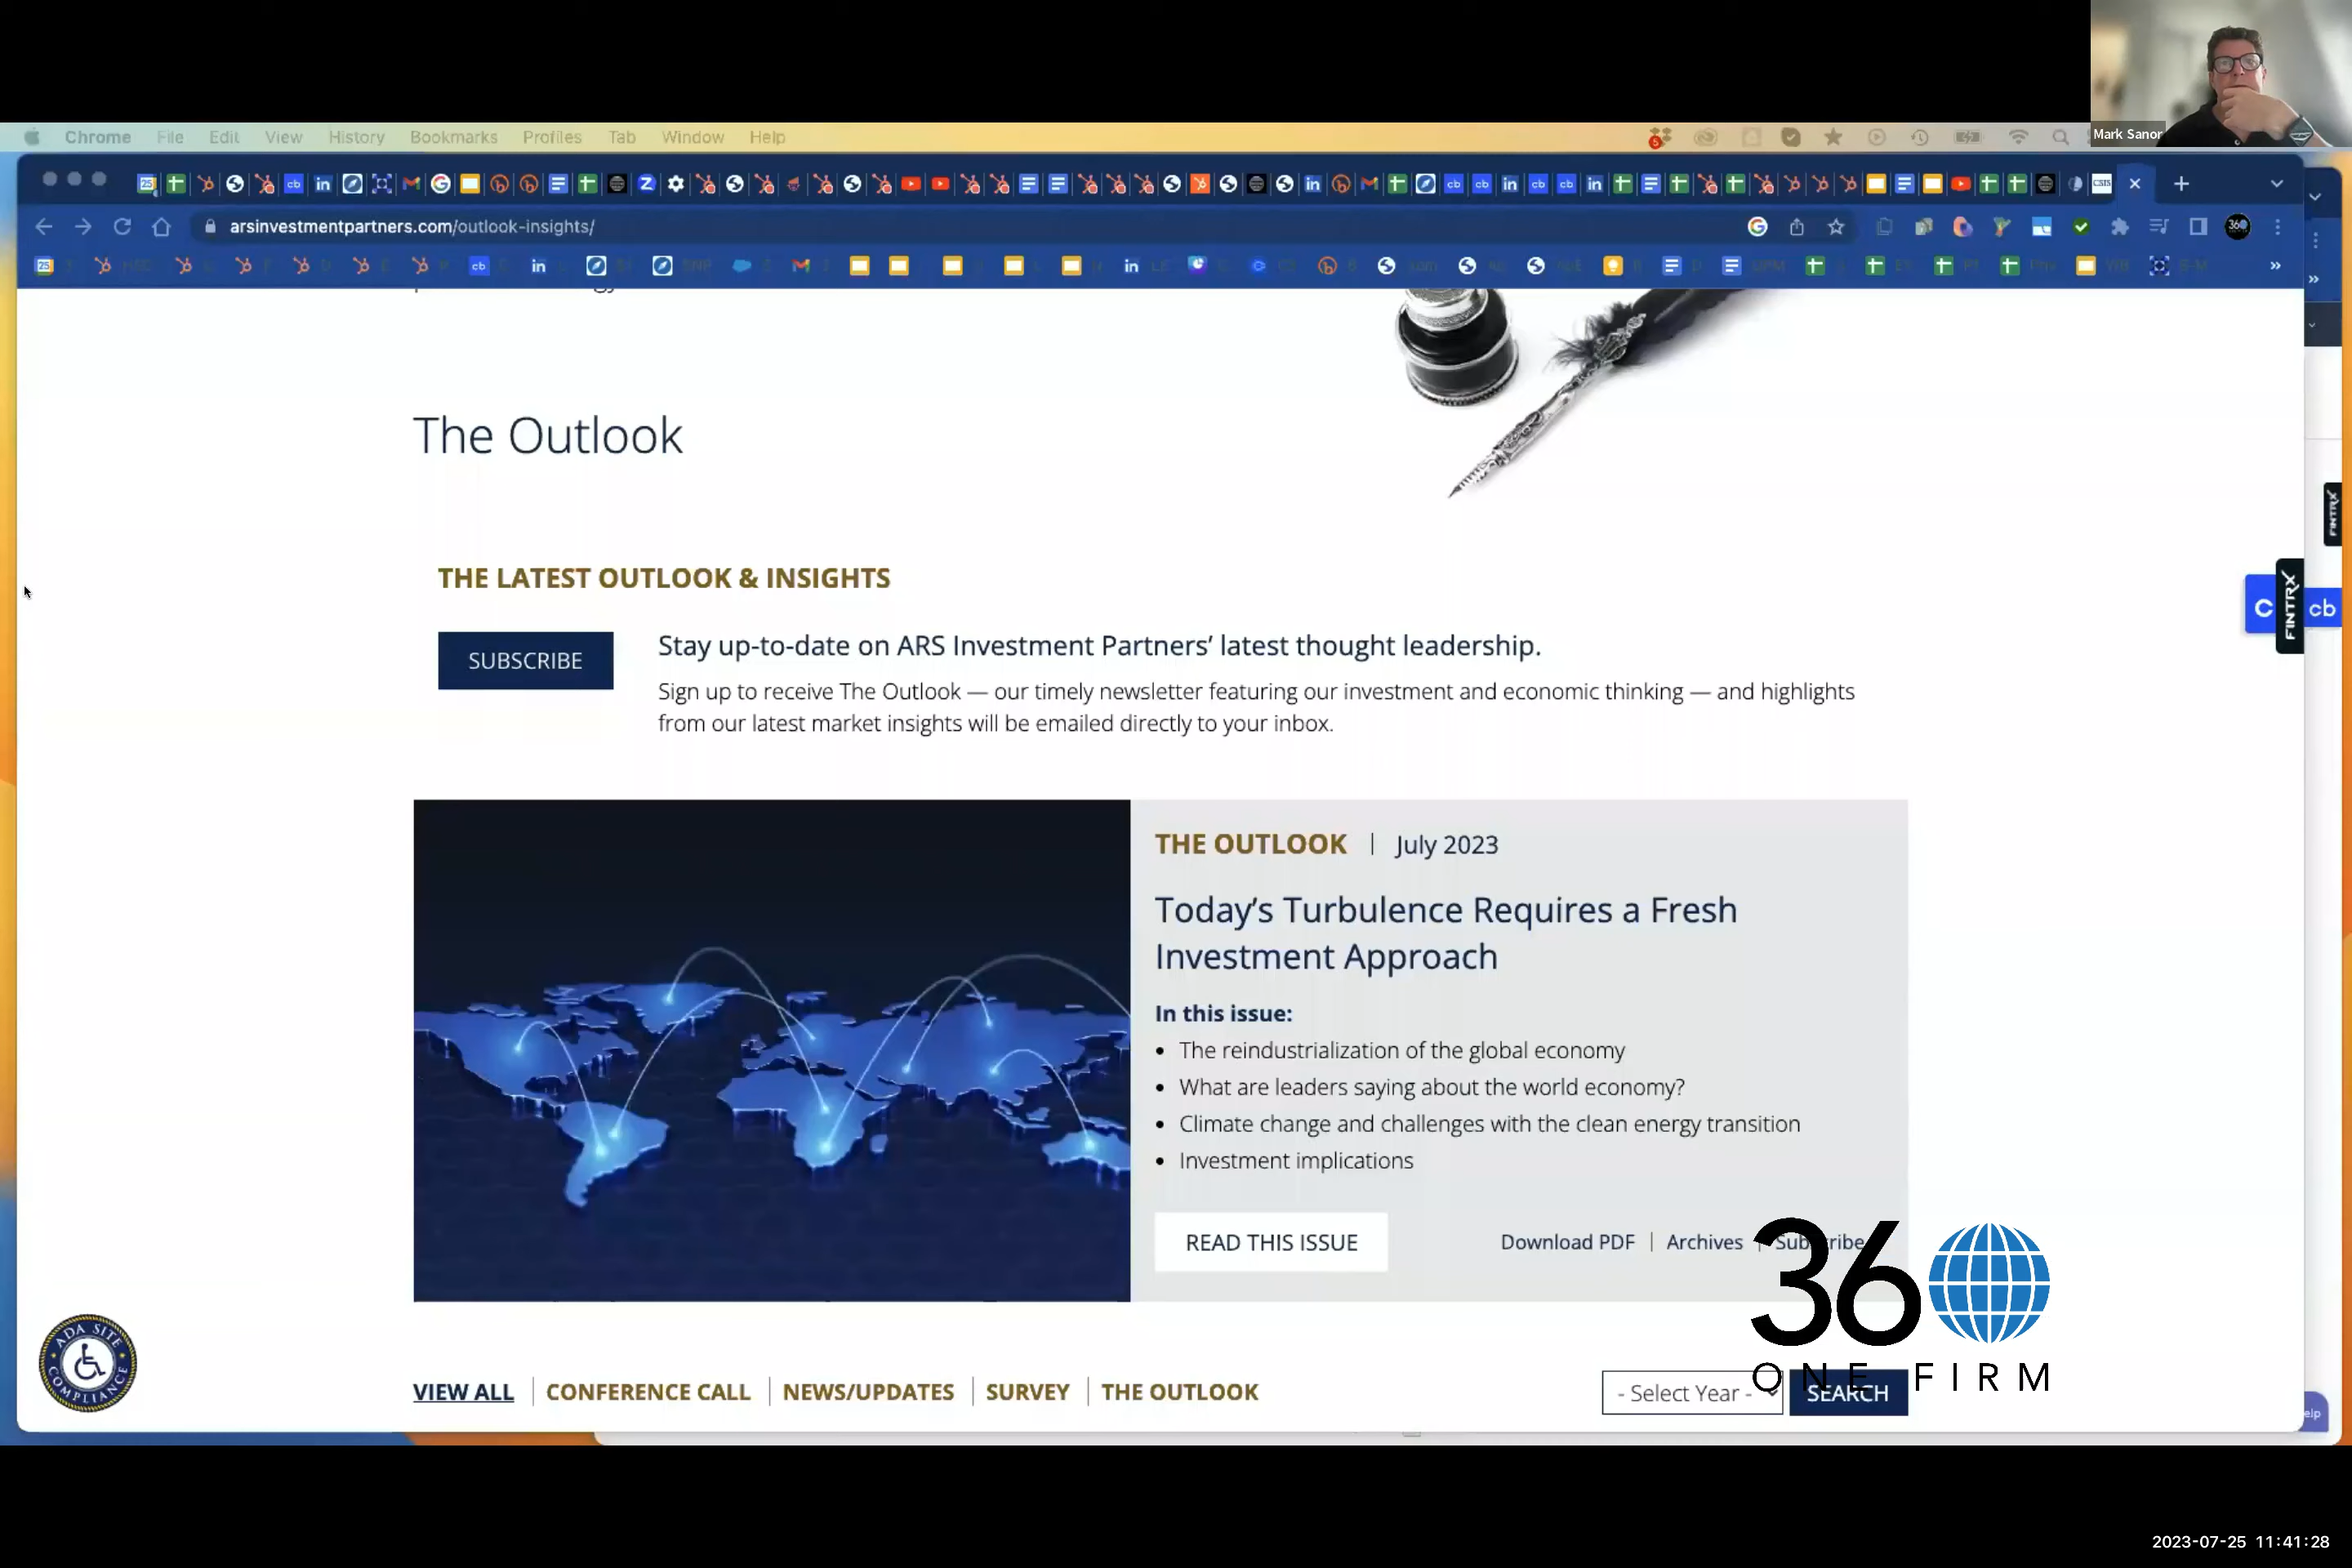 Mark Sanor
Chrome File Edit View History Bookmarks Profiles Tab Window Help
arsinvestmentpartners.com/outlook-insights/
The Outlook
THE LATEST OUTLOOK & INSIGHTS
SUBSCRIBE
Stay up-to-date on ARS Investment Partners’ latest thought leadership.
Sign up to receive The Outlook — our timely newsletter featuring our investment and economic thinking — and highlights
from our latest market insights will be emailed directly to your inbox.
FINTRX
FINTRX
C
cb
THE OUTLOOK | July 2023
Today’s Turbulence Requires a Fresh
Investment Approach
In this issue:
• The reindustrialization of the global economy
• What are leaders saying about the world economy?
• Climate change and challenges with the clean energy transition
• Investment implications
READ THIS ISSUE
Download PDF | Archives | Subscribe
360
ONE FIRM
ADA SITE COMPLIANCE
VIEW ALL | CONFERENCE CALL | NEWS/UPDATES | SURVEY | THE OUTLOOK
- Select Year -
SEARCH
2023-07-25 11:41:28